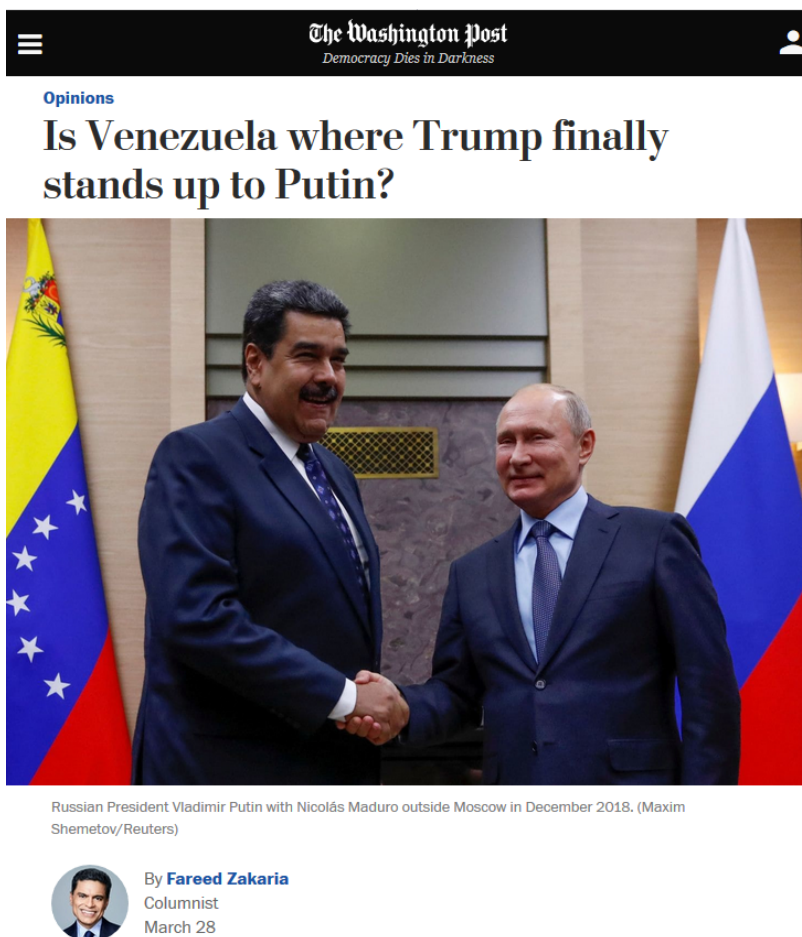 The Washington Post
Democracy Dies in Darkness
Opinions
Is Venezuela where Trump finally
stands up to Putin?
Russian President Vladimir Putin with Nicolás Maduro outside Moscow in December 2018. (Maxim
Shemetov/Reuters)
By Fareed Zakaria
Columnist
March 28